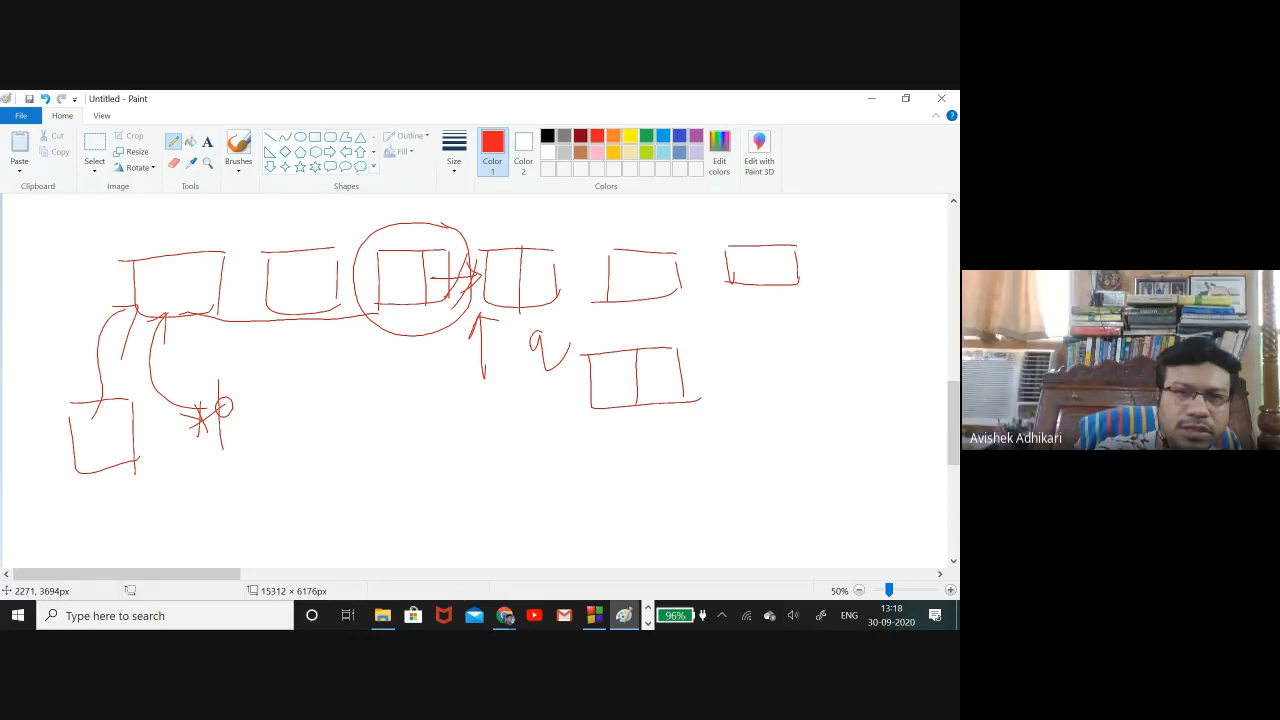 Untitled - Paint
File Home View
Cut
Copy
Paste
Clipboard
Crop
Resize
Rotate
Select
Image
Tools
Brushes
Shapes
Outline
Fill
Size
Color 1
Color 2
Edit colors
Colors
Edit with Paint 3D
*p
q
Avishek Adhikari
2271, 3694px
15312 × 6176px
50%
Type here to search
96%
ENG
13:18
30-09-2020